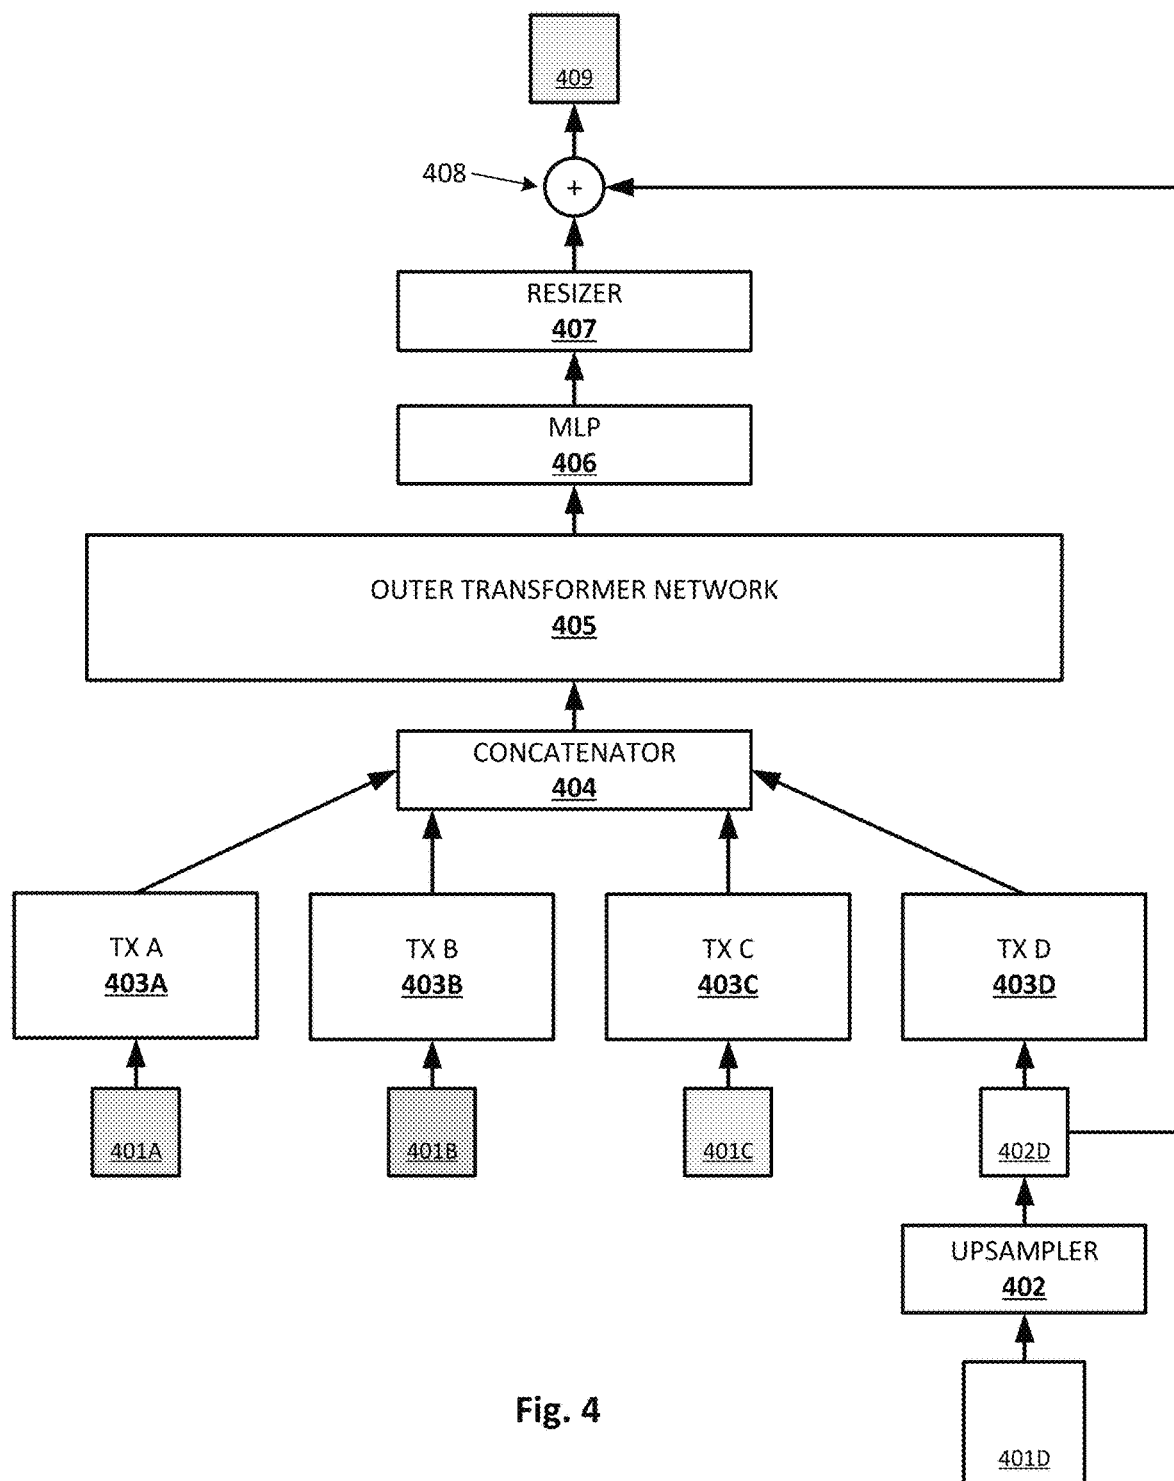 409
408
+
RESIZER
407
MLP
406
OUTER TRANSFORMER NETWORK
405
CONCATENATOR
404
TX A
403A
TX B
403B
TX C
403C
TX D
403D
401A
401B
401C
402D
UPSAMPLER
402
Fig. 4
401D